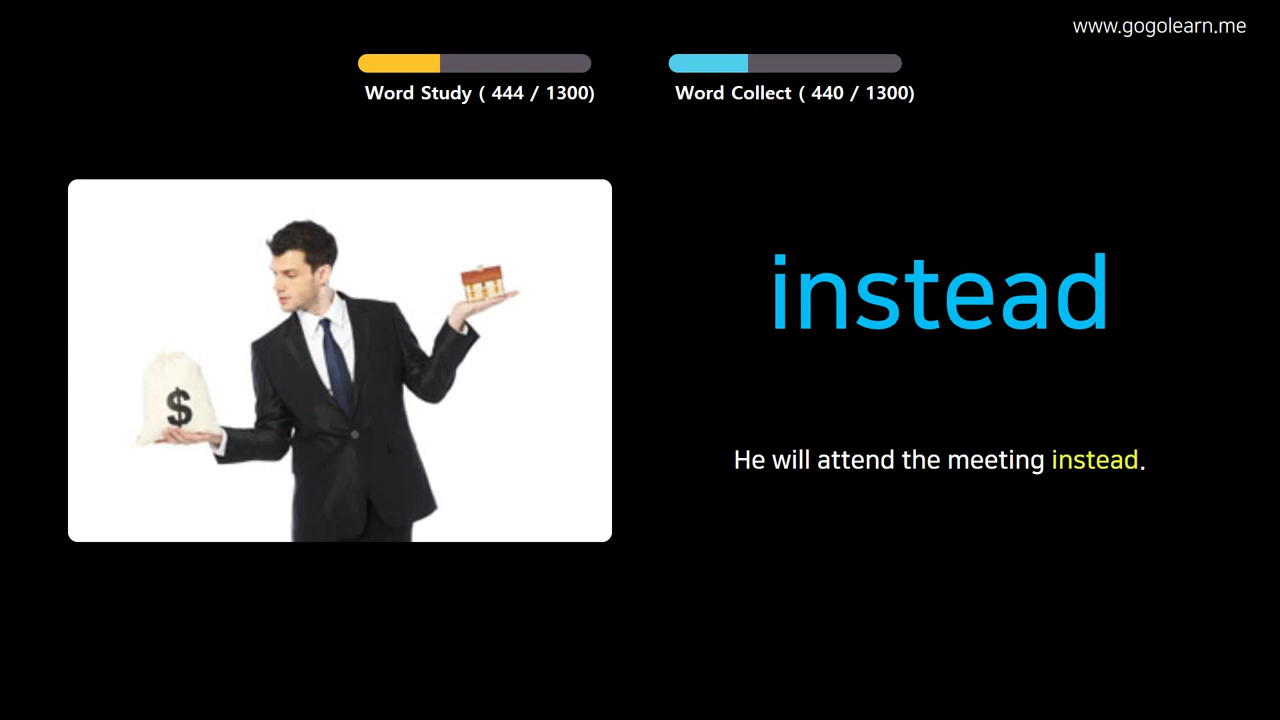 www.gogolearn.me
Word Study ( 444 / 1300)
Word Collect ( 440 / 1300)
$
instead
He will attend the meeting instead.